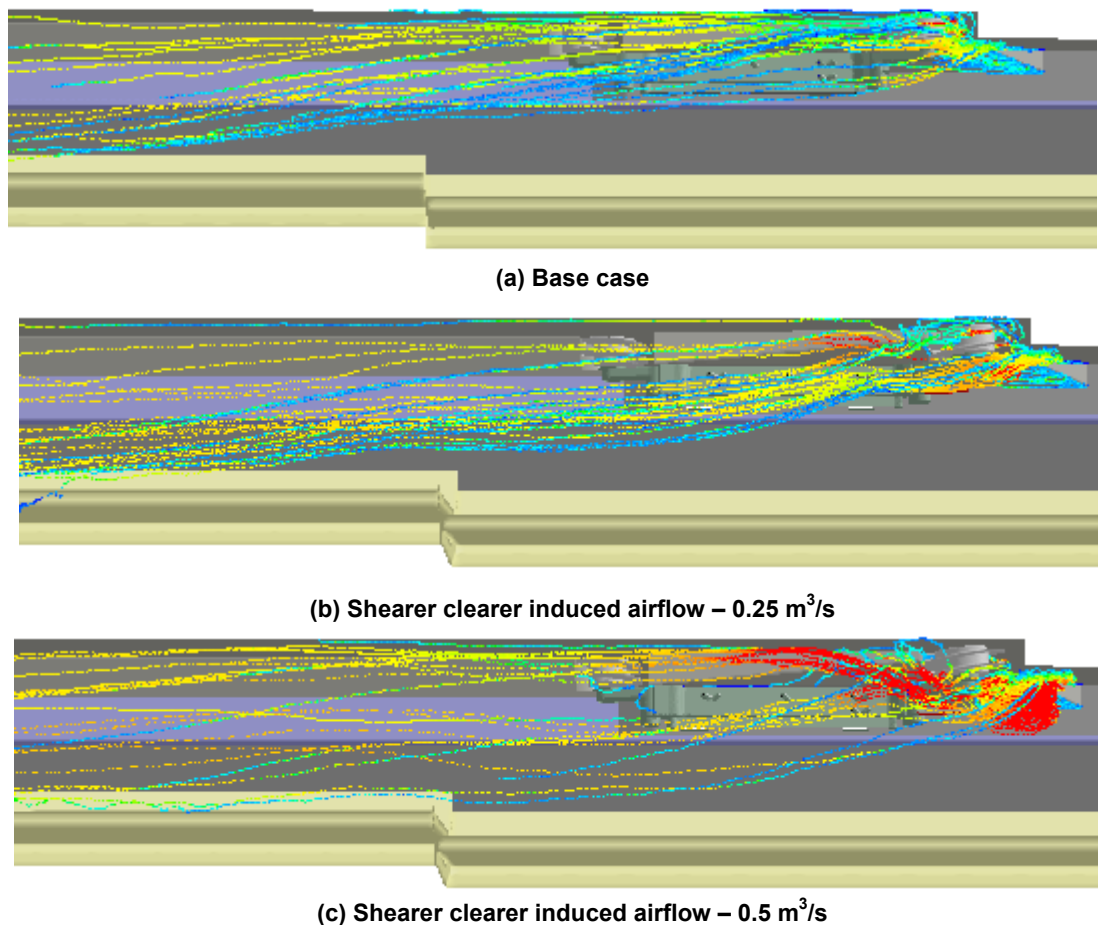 (a) Base case
(b) Shearer clearer induced airflow – 0.25 m³/s
(c) Shearer clearer induced airflow – 0.5 m³/s